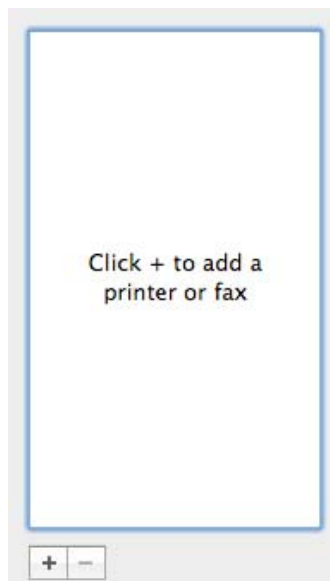 Click + to add a
printer or fax
+ −